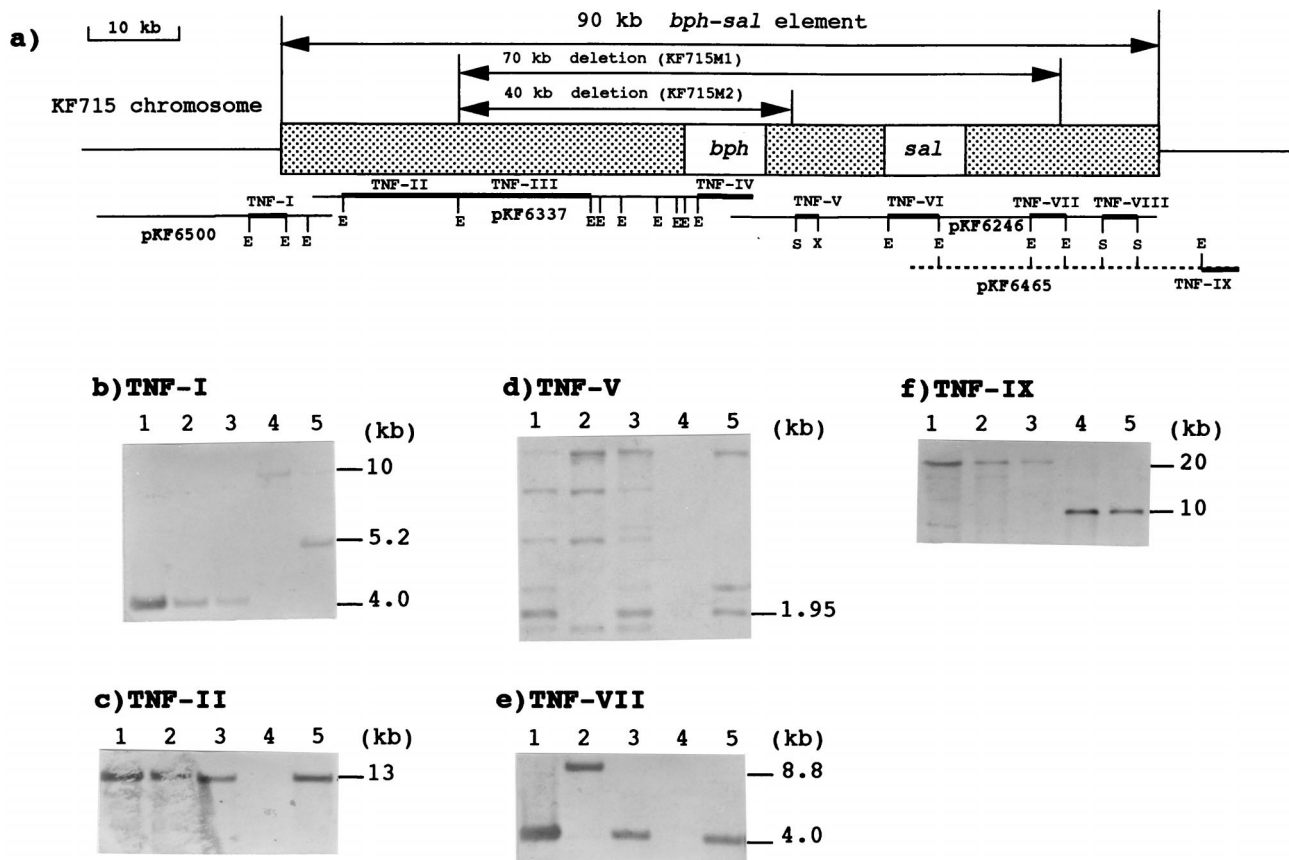 a)
10 kb
90 kb bph-sal element
70 kb deletion (KF715M1)
40 kb deletion (KF715M2)
KF715 chromosome
bph
sal
TNF-I
TNF-II
TNF-III
TNF-IV
TNF-V
TNF-VI
TNF-VII
TNF-VIII
pKF6500
E E E
E E
pKF6337
E E E E E E E
S X
E E
pKF6246
E E
S S
E
pKF6465
TNF-IX
b)TNF-I
1 2 3 4 5 (kb)
10
5.2
4.0
d)TNF-V
1 2 3 4 5 (kb)
1.95
f)TNF-IX
1 2 3 4 5 (kb)
20
10
c)TNF-II
1 2 3 4 5 (kb)
13
e)TNF-VII
1 2 3 4 5 (kb)
8.8
4.0